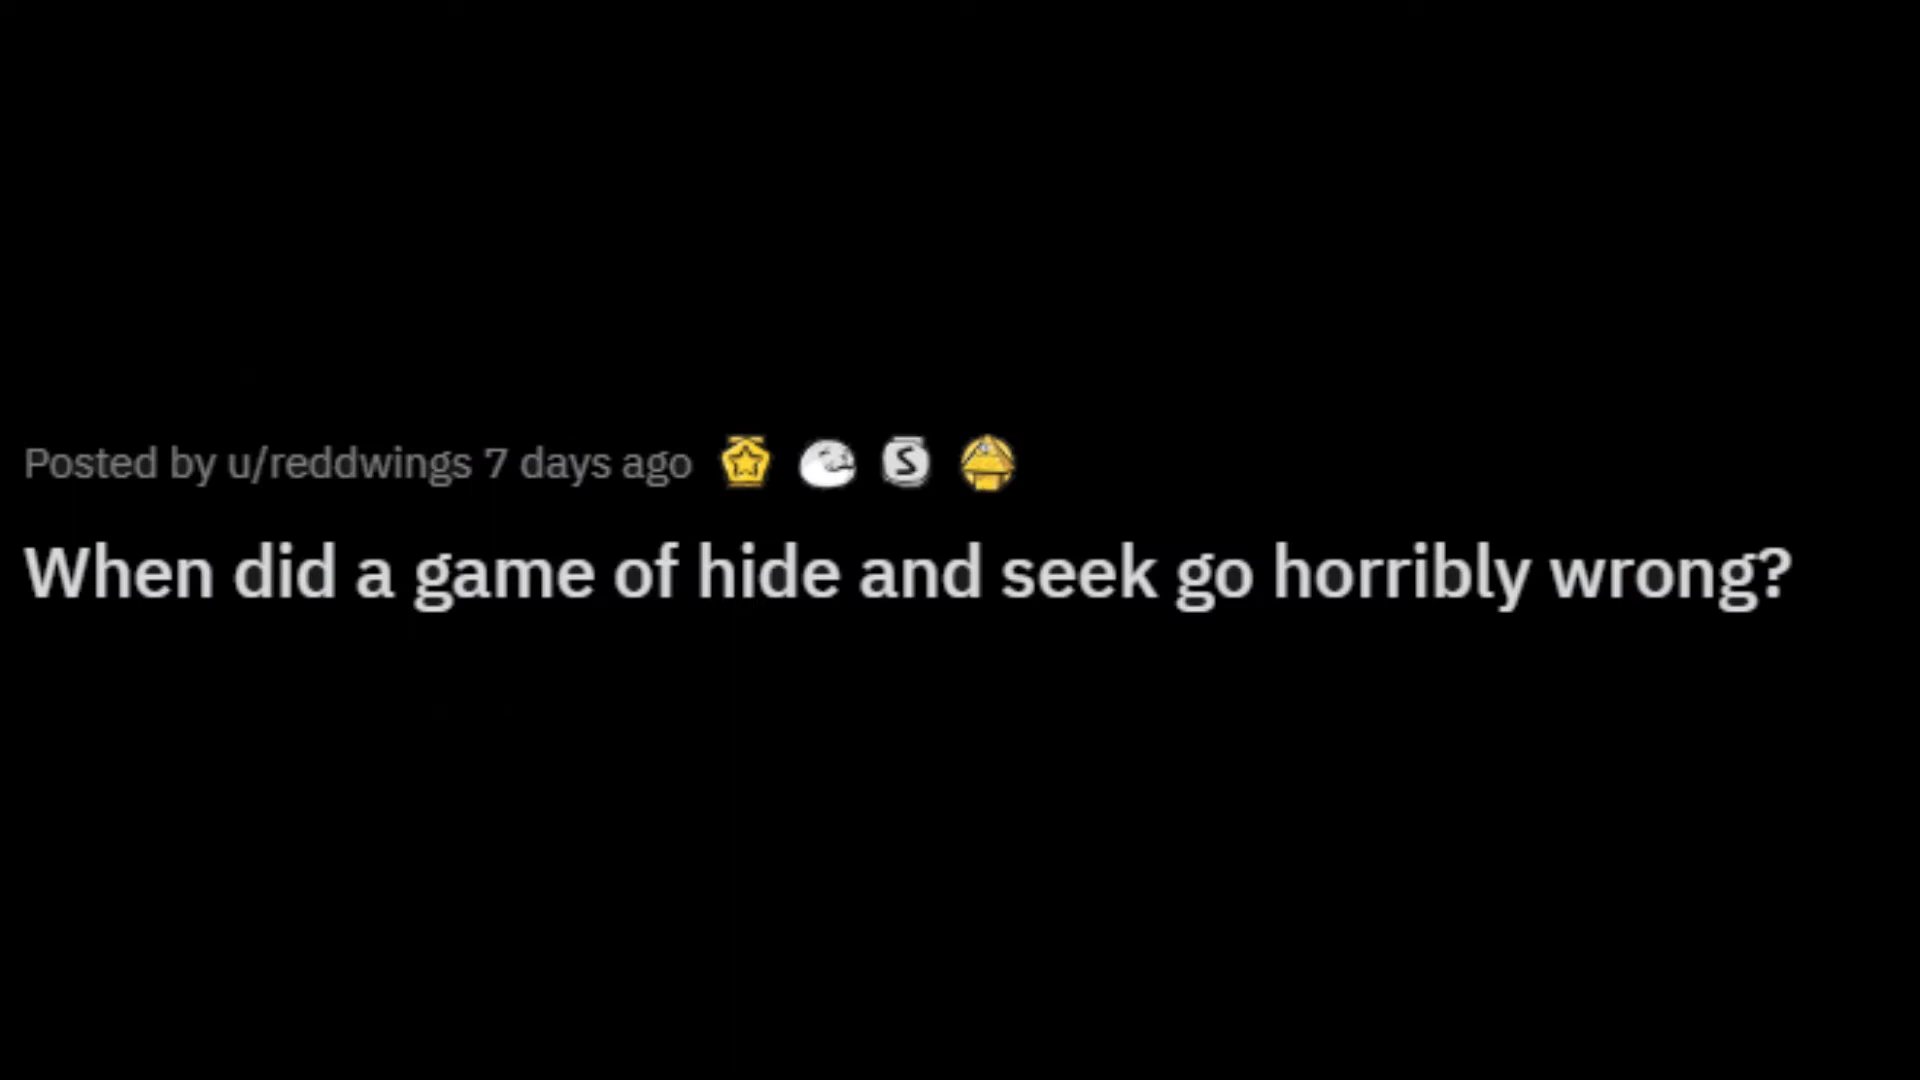 Posted by u/reddwings 7 days ago
When did a game of hide and seek go horribly wrong?